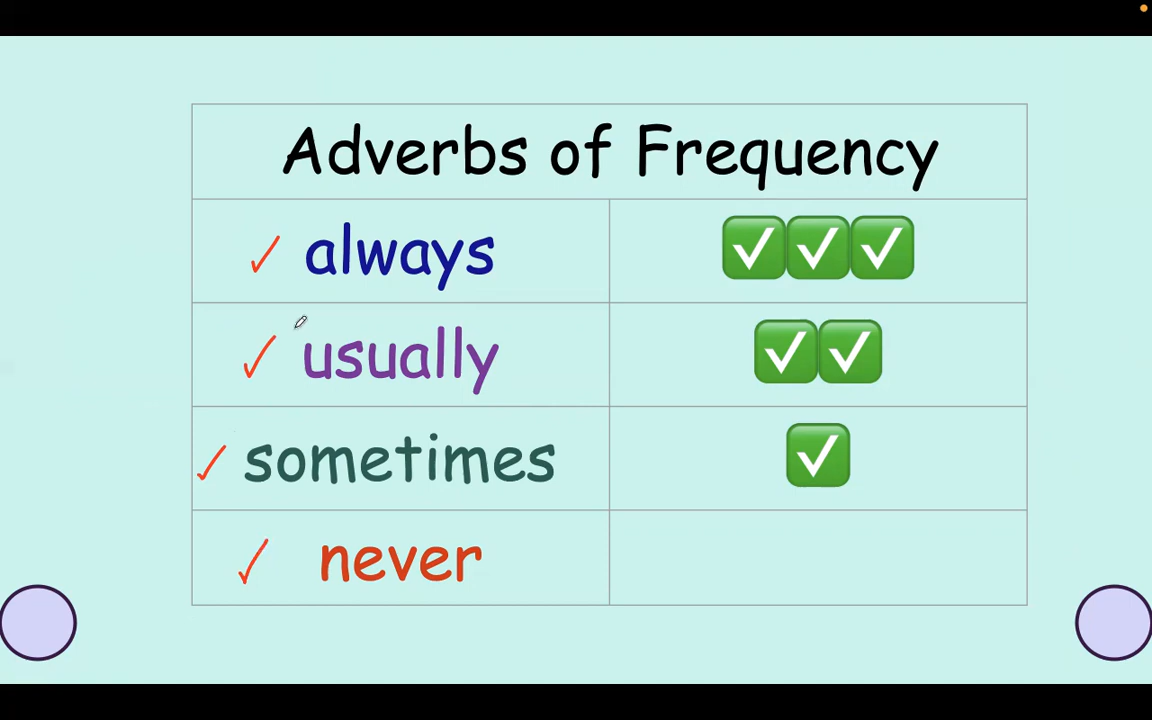 Adverbs of Frequency
always
usually
sometimes
never